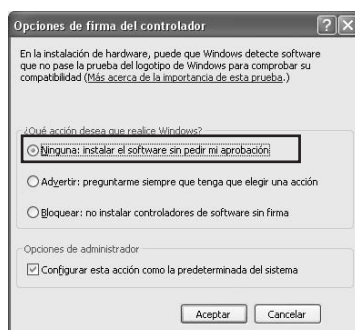 Opciones de firma del controlador
En la instalación de hardware, puede que Windows detecte software
que no pase la prueba del logotipo de Windows para comprobar su
compatibilidad (Más acerca de la importancia de esta prueba.)
¿Qué acción desea que realice Windows?
Ninguna: instalar el software sin pedir mi aprobación
Advertir: preguntarme siempre que tenga que elegir una acción
Bloquear: no instalar controladores de software sin firma
Opciones de administrador
Configurar esta acción como la predeterminada del sistema
Aceptar Cancelar